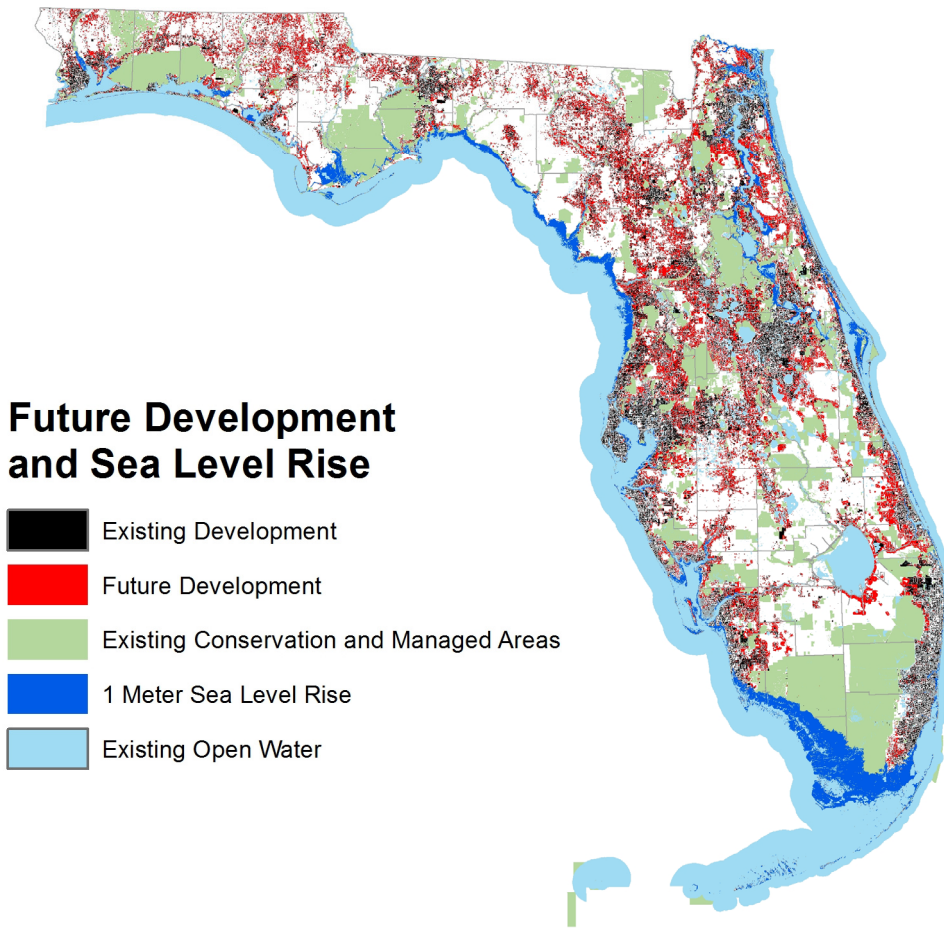 Future Development
and Sea Level Rise
Existing Development
Future Development
Existing Conservation and Managed Areas
1 Meter Sea Level Rise
Existing Open Water